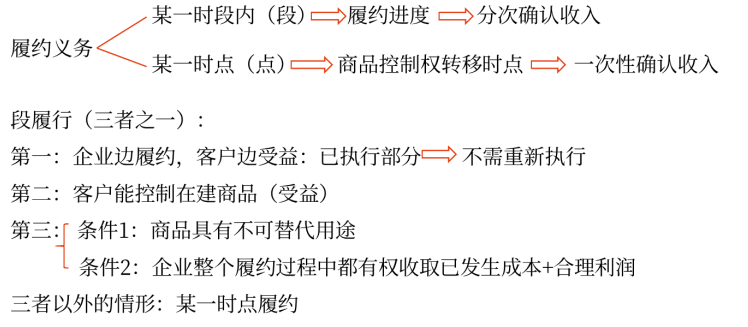 某一时段内（段） 履约进度 分次确认收入
履约义务
某一时点（点） 商品控制权转移时点 一次性确认收入
段履行（三者之一）：
第一：企业边履约，客户边受益：已执行部分 不需重新执行
第二：客户能控制在建商品（受益）
第三： 条件1：商品具有不可替代用途
条件2：企业整个履约过程中都有权收取已发生成本+合理利润
三者以外的情形：某一时点履约